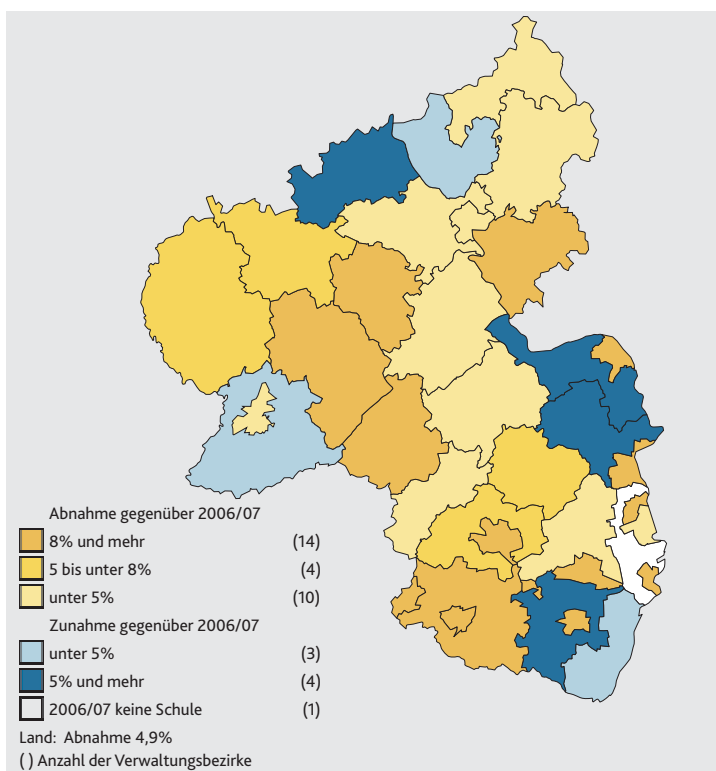 Abnahme gegenüber 2006/07
8% und mehr (14)
5 bis unter 8% (4)
unter 5% (10)
Zunahme gegenüber 2006/07
unter 5% (3)
5% und mehr (4)
2006/07 keine Schule (1)
Land: Abnahme 4,9%
( ) Anzahl der Verwaltungsbezirke